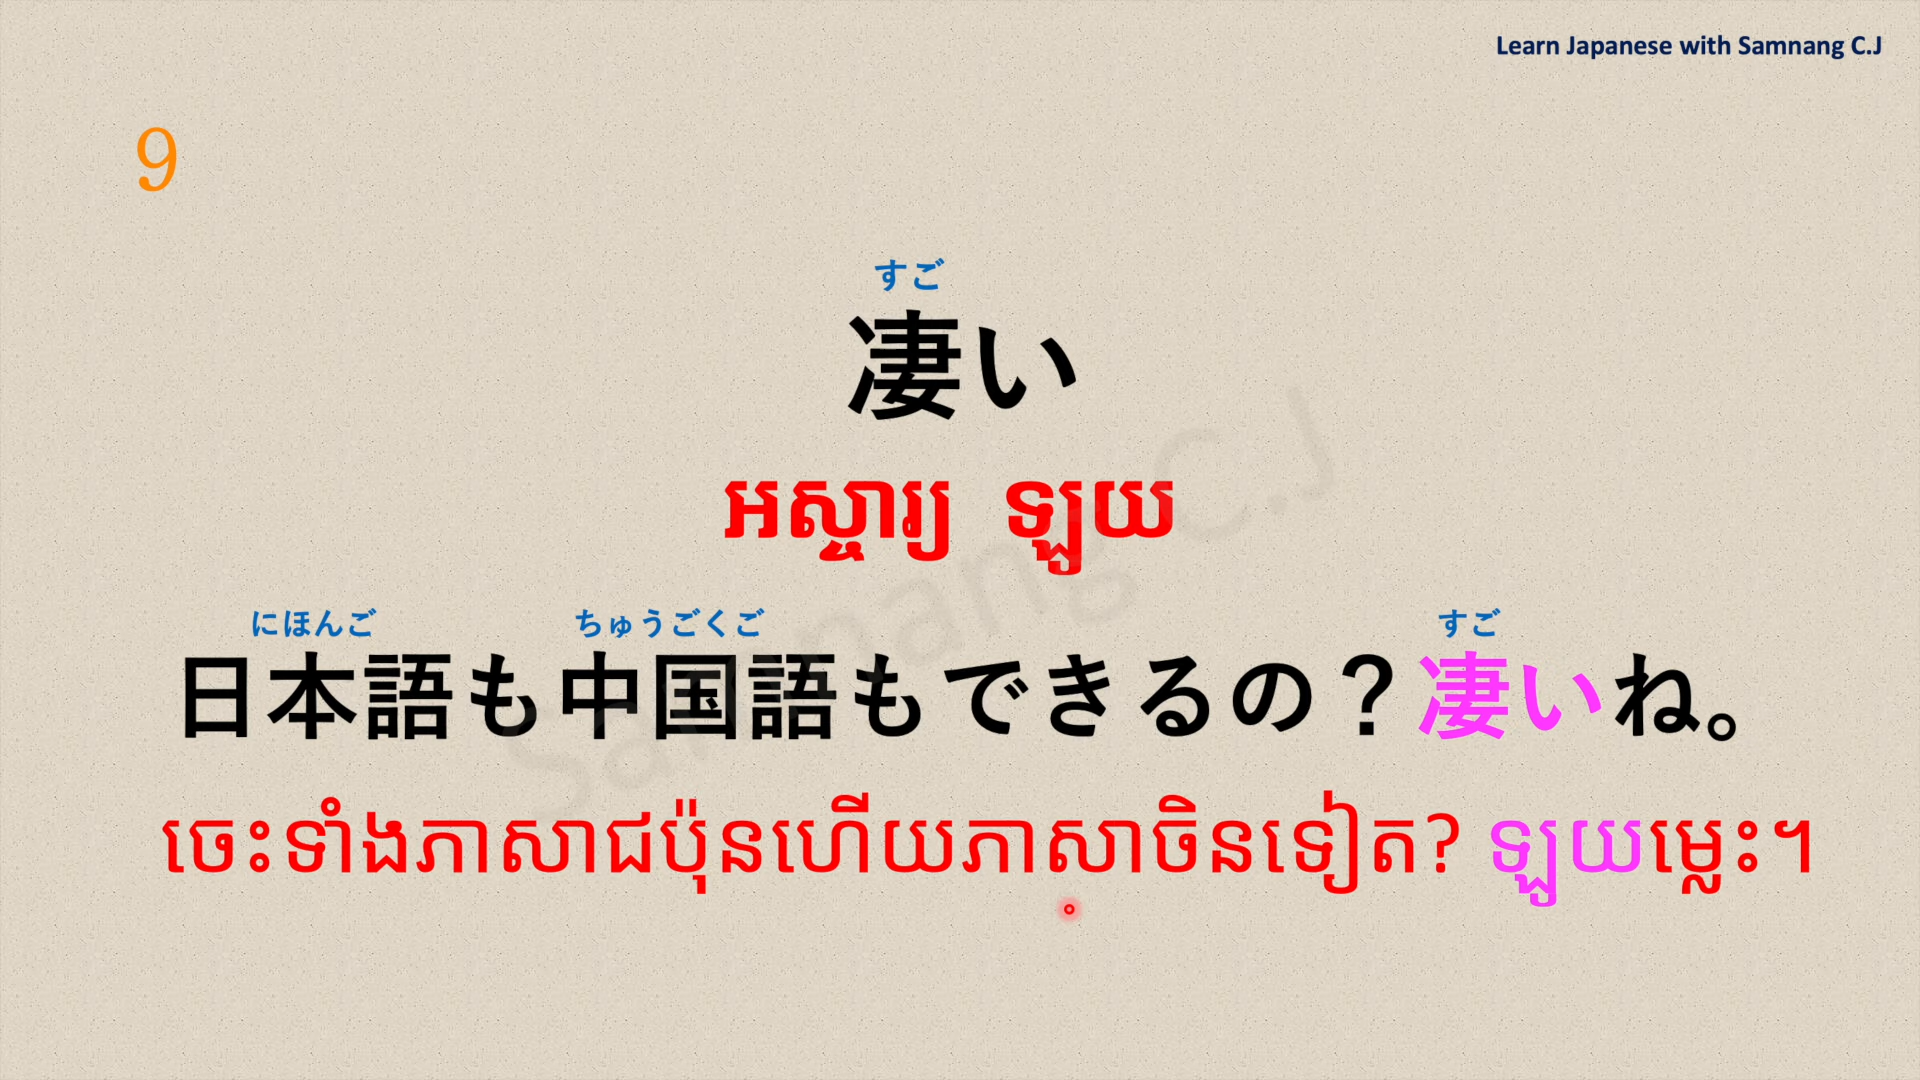 Learn Japanese with Samnang C.J
9
すご
凄い
អស្ចារ្យ ឡូយ
にほんご ちゅうごくご すご
日本語も中国語もできるの？凄いね。
ចេះទាំងភាសាជប៉ុនហើយភាសាចិនទៀត? ឡូយម្លេះ។
Samnang C.J